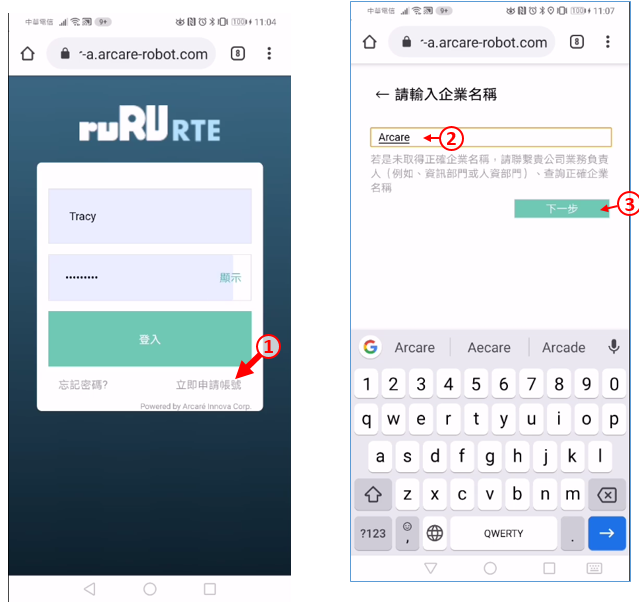 中華電信 9+ 100 11:04
r-a.arcare-robot.com 8
ruRU RTE
Tracy
••••••••• 顯示
登入
1
忘記密碼? 立即申請帳號
Powered by Arcare Innova Corp.
中華電信 9+ 100 11:07
r-a.arcare-robot.com 8
← 請輸入企業名稱
Arcare 2
若是未取得正確企業名稱，請聯繫貴公司業務負責
人（例如、資訊部門或人資部門）、查詢正確企業
名稱
下一步 3
G Arcare Aecare Arcade
1 2 3 4 5 6 7 8 9 0
q w e r t y u i o p
a s d f g h j k l
z x c v b n m
?123 , QWERTY .